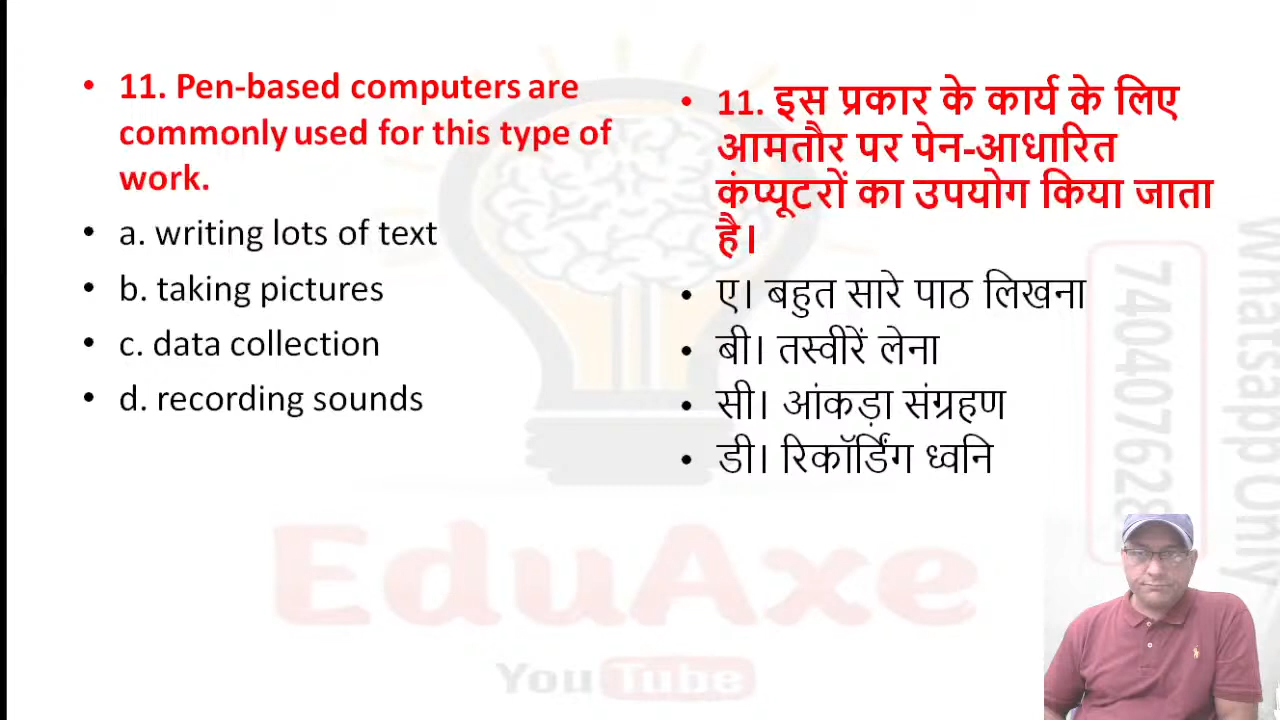 11. Pen-based computers are
commonly used for this type of
work.
a. writing lots of text
b. taking pictures
c. data collection
d. recording sounds
11. इस प्रकार के कार्य के लिए
आमतौर पर पेन-आधारित
कंप्यूटरों का उपयोग किया जाता
है।
ए। बहुत सारे पाठ लिखना
बी। तस्वीरें लेना
सी। आंकड़ा संग्रहण
डी। रिकॉर्डिंग ध्वनि
EduAxe
YouTube
Whatsapp Only